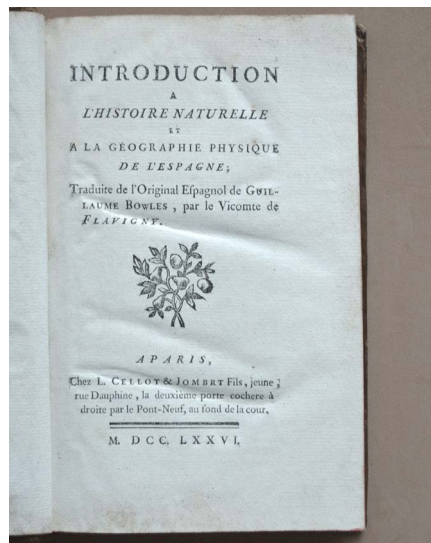 INTRODUCTION
A
L'HISTOIRE NATURELLE
ET
A LA GÉOGRAPHIE PHYSIQUE
DE L'ESPAGNE;
Traduite de l'Original Eſpagnol de GUIL-
LAUME BOWLES, par le Vicomte de
FLAVIGNY.
A PARIS,
Chez L. CELLOT & JOMBRT Fils, jeune;
rue Dauphine, la deuxième porte cochere à
droite par le Pont-Neuf, au fond de la cour.
M. DCC. LXXVI.